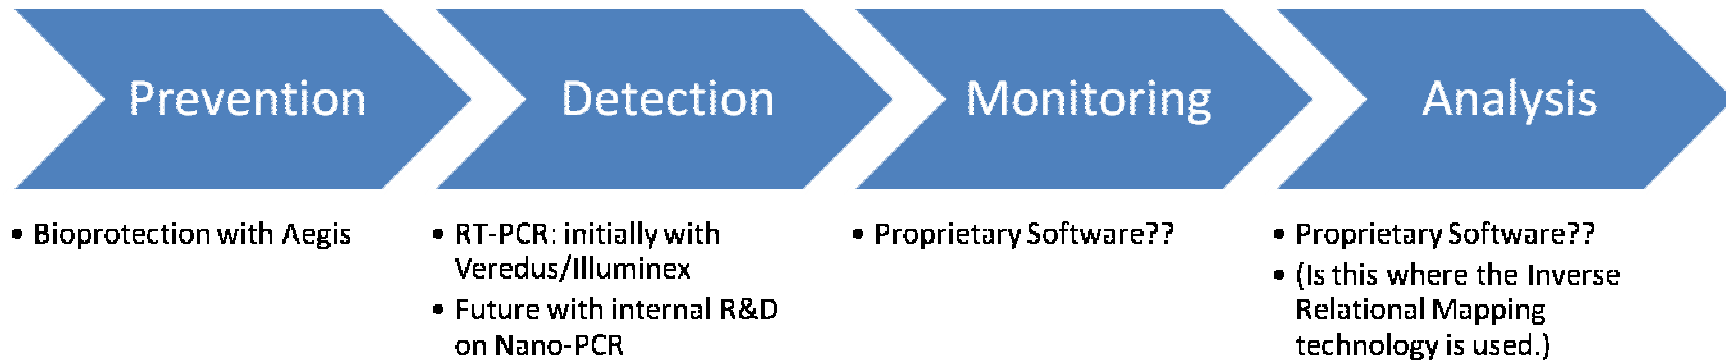 Prevention
• Bioprotection with Aegis
Detection
• RT-PCR: initially with
Veredus/Illuminex
• Future with internal R&D
on Nano-PCR
Monitoring
• Proprietary Software??
Analysis
• Proprietary Software??
• (Is this where the Inverse
Relational Mapping
technology is used.)